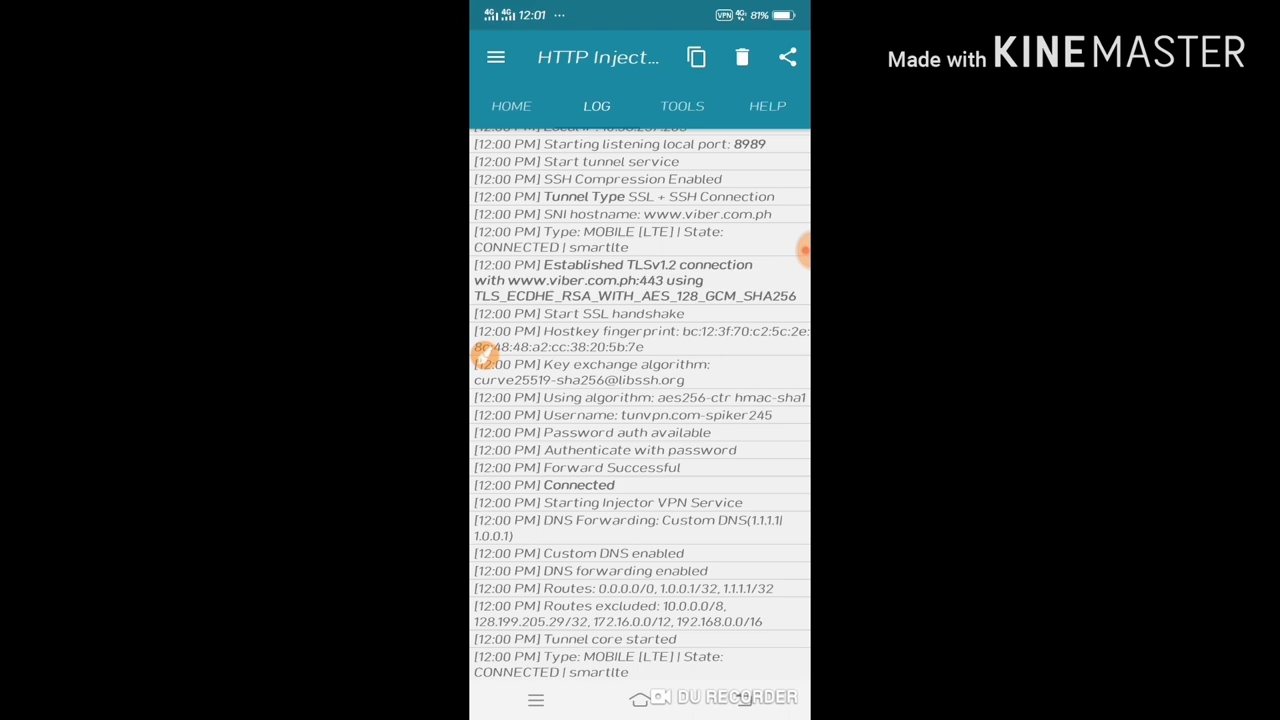 4G 4G 12:01 ...
VPN 4G 81%
Made with KINEMASTER
HTTP Inject...
HOME LOG TOOLS HELP
[12:00 PM] Starting listening local port: 8989
[12:00 PM] Start tunnel service
[12:00 PM] SSH Compression Enabled
[12:00 PM] Tunnel Type SSL + SSH Connection
[12:00 PM] SNI hostname: www.viber.com.ph
[12:00 PM] Type: MOBILE [LTE] | State:
CONNECTED | smartlte
[12:00 PM] Established TLSv1.2 connection
with www.viber.com.ph:443 using
TLS_ECDHE_RSA_WITH_AES_128_GCM_SHA256
[12:00 PM] Start SSL handshake
[12:00 PM] Hostkey fingerprint: bc:12:3f:70:c2:5c:2e:
48:48:a2:cc:38:20:5b:7e
[12:00 PM] Key exchange algorithm:
curve25519-sha256@libssh.org
[12:00 PM] Using algorithm: aes256-ctr hmac-sha1
[12:00 PM] Username: tunvpn.com-spiker245
[12:00 PM] Password auth available
[12:00 PM] Authenticate with password
[12:00 PM] Forward Successful
[12:00 PM] Connected
[12:00 PM] Starting Injector VPN Service
[12:00 PM] DNS Forwarding: Custom DNS(1.1.1.1|
1.0.0.1)
[12:00 PM] Custom DNS enabled
[12:00 PM] DNS forwarding enabled
[12:00 PM] Routes: 0.0.0.0/0, 1.0.0.1/32, 1.1.1.1/32
[12:00 PM] Routes excluded: 10.0.0.0/8,
128.199.205.29/32, 172.16.0.0/12, 192.168.0.0/16
[12:00 PM] Tunnel core started
[12:00 PM] Type: MOBILE [LTE] | State:
CONNECTED | smartlte
DU RECORDER